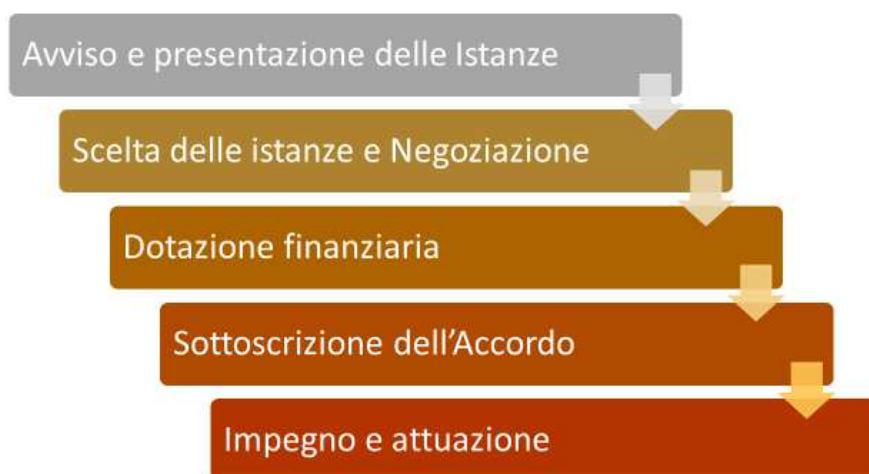 Avviso e presentazione delle Istanze
Scelta delle istanze e Negoziazione
Dotazione finanziaria
Sottoscrizione dell’Accordo
Impegno e attuazione